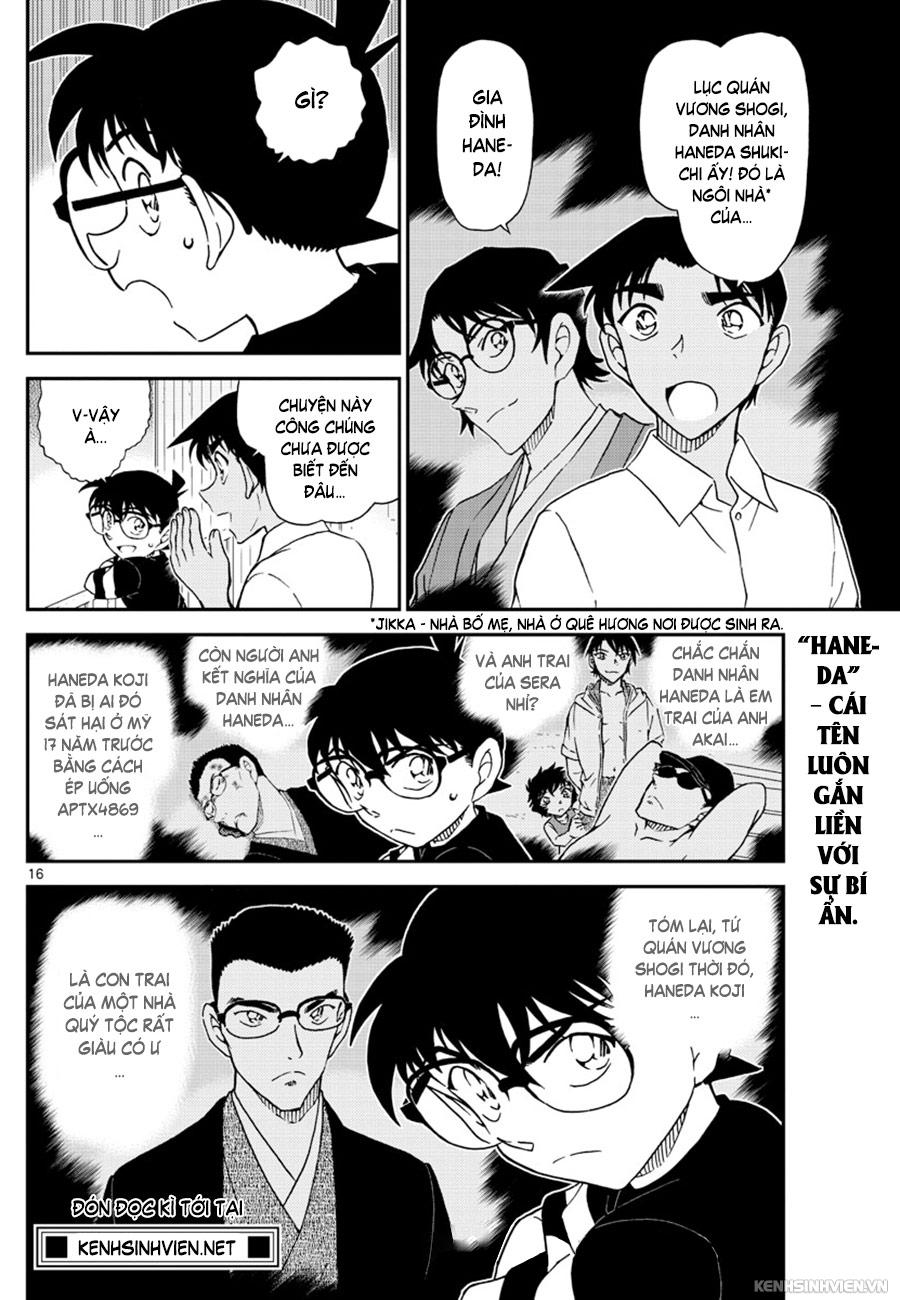 LỤC QUÁN
VƯƠNG SHOGI,
DANH NHÂN
HANEDA SHUKI-
CHI ẤY! ĐÓ LÀ
NGÔI NHÀ*
CỦA...
GIA
ĐÌNH
HANE-
DA!
GÌ?
CHUYỆN NÀY
CÔNG CHÚNG
CHƯA ĐƯỢC
BIẾT ĐẾN
ĐÂU...
V-VẬY
À...
*JIKKA - NHÀ BỐ MẸ, NHÀ Ở QUÊ HƯƠNG NƠI ĐƯỢC SINH RA.
CHẮC CHẮN
DANH NHÂN
HANEDA LÀ EM
TRAI CỦA ANH
AKAI...
VÀ ANH TRAI
CỦA SERA
NHỈ?
CÒN NGƯỜI ANH
KẾT NGHĨA CỦA
DANH NHÂN
HANEDA...
HANEDA KOJI
ĐÃ BỊ AI ĐÓ
SÁT HẠI Ở MỸ
17 NĂM TRƯỚC
BẰNG CÁCH
ÉP UỐNG
APTX4869
...
"HANE-
DA"
- CÁI
TÊN
LUÔN
GẮN
LIỀN
VỚI
SỰ BÍ
ẨN.
16
TÓM LẠI, TỨ
QUÁN VƯƠNG
SHOGI THỜI ĐÓ,
HANEDA KOJI
...
LÀ CON TRAI
CỦA MỘT NHÀ
QUÝ TỘC RẤT
GIÀU CÓ Ư
...
ĐÓN ĐỌC KÌ TỚI TẠI
KENHSINHVIEN.NET
KENHSINHVIEN.VN